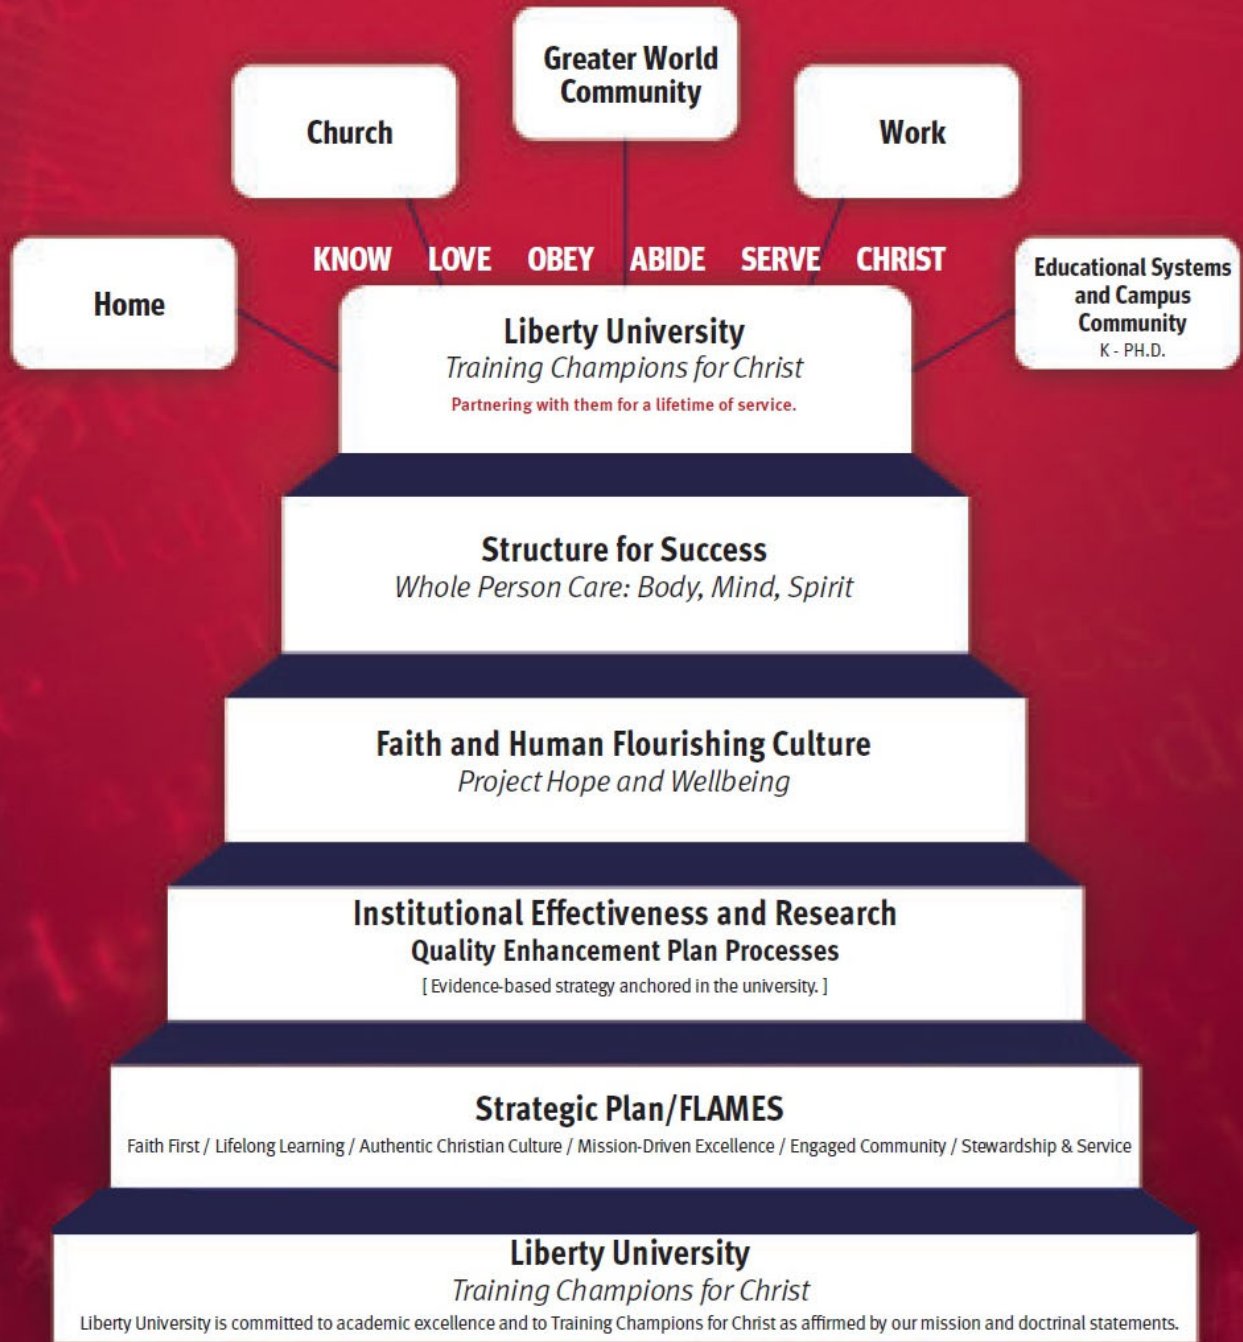 Greater World
Community
Church
Work
KNOW LOVE OBEY ABIDE SERVE CHRIST
Home
Educational Systems
and Campus
Community
K - PH.D.
Liberty University
Training Champions for Christ
Partnering with them for a lifetime of service.
Structure for Success
Whole Person Care: Body, Mind, Spirit
Faith and Human Flourishing Culture
Project Hope and Wellbeing
Institutional Effectiveness and Research
Quality Enhancement Plan Processes
[ Evidence-based strategy anchored in the university. ]
Strategic Plan/FLAMES
Faith First / Lifelong Learning / Authentic Christian Culture / Mission-Driven Excellence / Engaged Community / Stewardship & Service
Liberty University
Training Champions for Christ
Liberty University is committed to academic excellence and to Training Champions for Christ as affirmed by our mission and doctrinal statements.